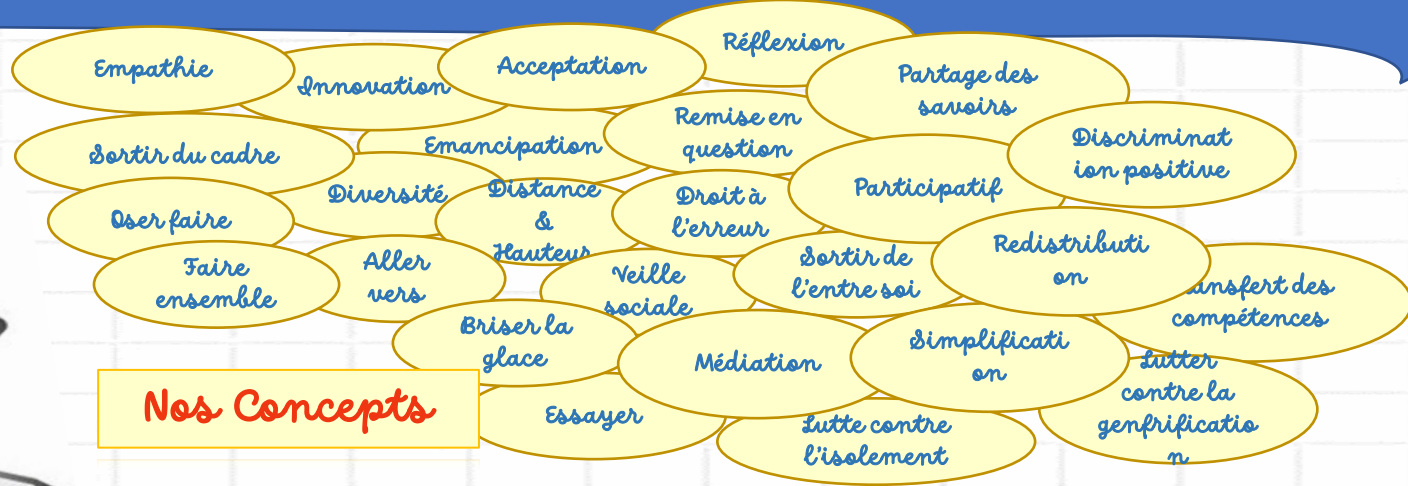 Empathie
Innovation
Acceptation
Réflexion
Partage des
savoirs
Sortir du cadre
Emancipation
Remise en
question
Discriminat
ion positive
Oser faire
Diversité
Distance
&
Hauteur
Droit à
l'erreur
Participatif
Faire
ensemble
Aller
vers
Veille
sociale
Sortir de
l'entre soi
Redistributi
on
ansfert des
compétences
Briser la
glace
Médiation
Simplificati
on
Lutter
contre la
genfrificatio
n
Nos Concepts
Essayer
Lutte contre
l'isolement